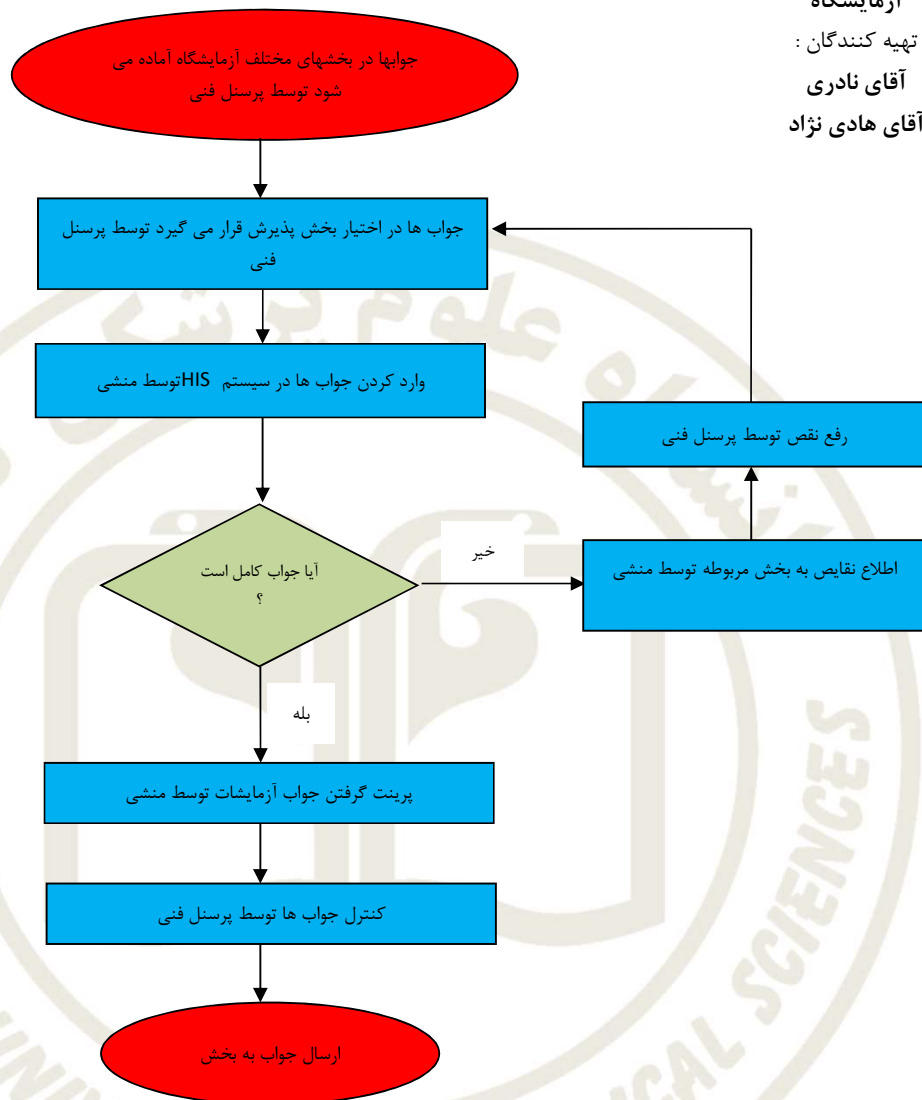 آزمایشگاه
تهیه کنندگان :
آقای نادری
آقای هادی نژاد
جوابها در بخشهای مختلف آزمایشگاه آماده می
شود توسط پرسنل فنی
جواب ها در اختیار بخش پذیرش قرار می گیرد توسط پرسنل
فنی
وارد کردن جواب ها در سیستم HISتوسط منشی
رفع نقص توسط پرسنل فنی
آیا جواب کامل است
؟
خیر
اطلاع نقایص به بخش مربوطه توسط منشی
بله
پرینت گرفتن جواب آزمایشات توسط منشی
کنترل جواب ها توسط پرسنل فنی
ارسال جواب به بخش